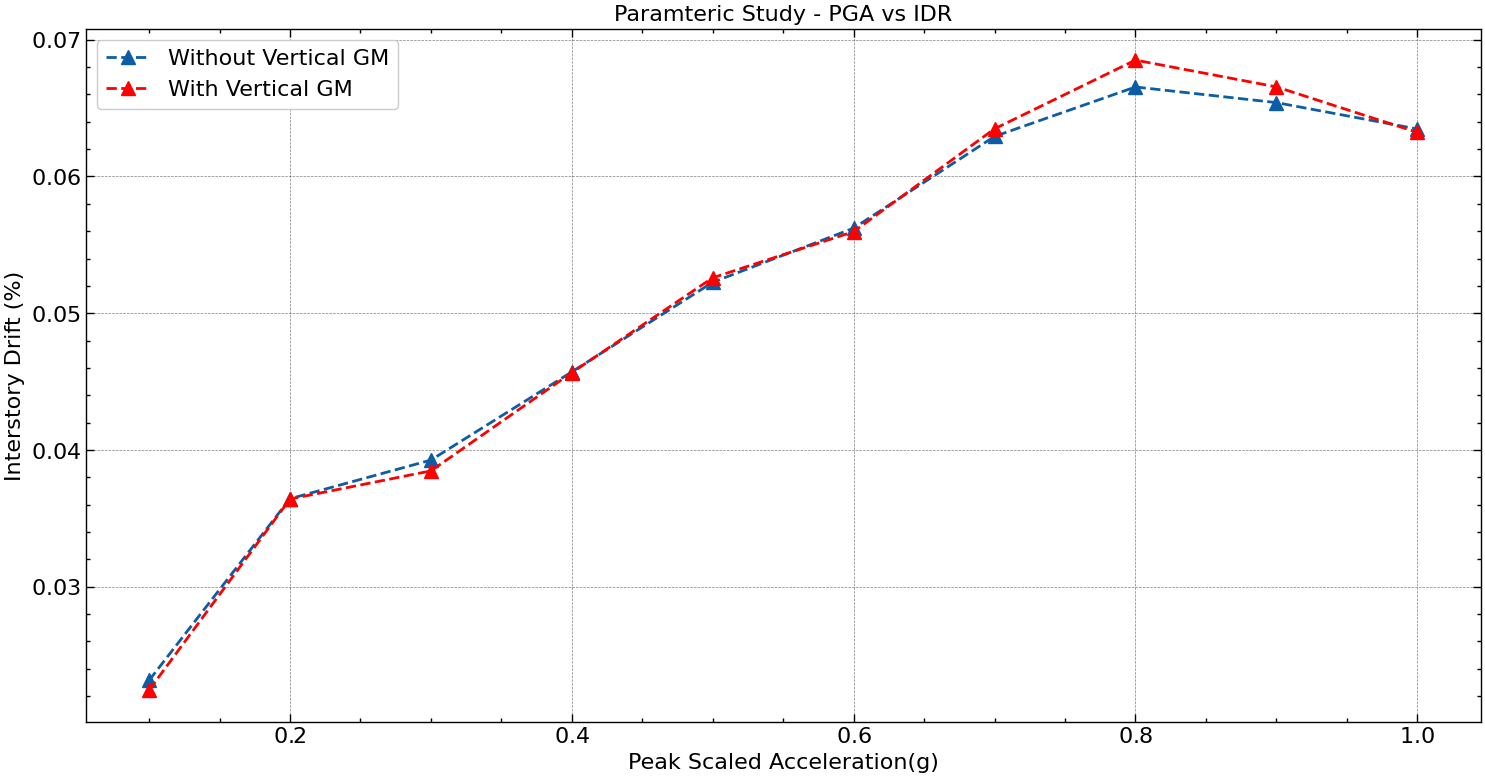 Paramteric Study - PGA vs IDR
Without Vertical GM
With Vertical GM
0.07
0.06
0.05
0.04
0.03
Interstory Drift (%)
0.2 0.4 0.6 0.8 1.0
Peak Scaled Acceleration(g)